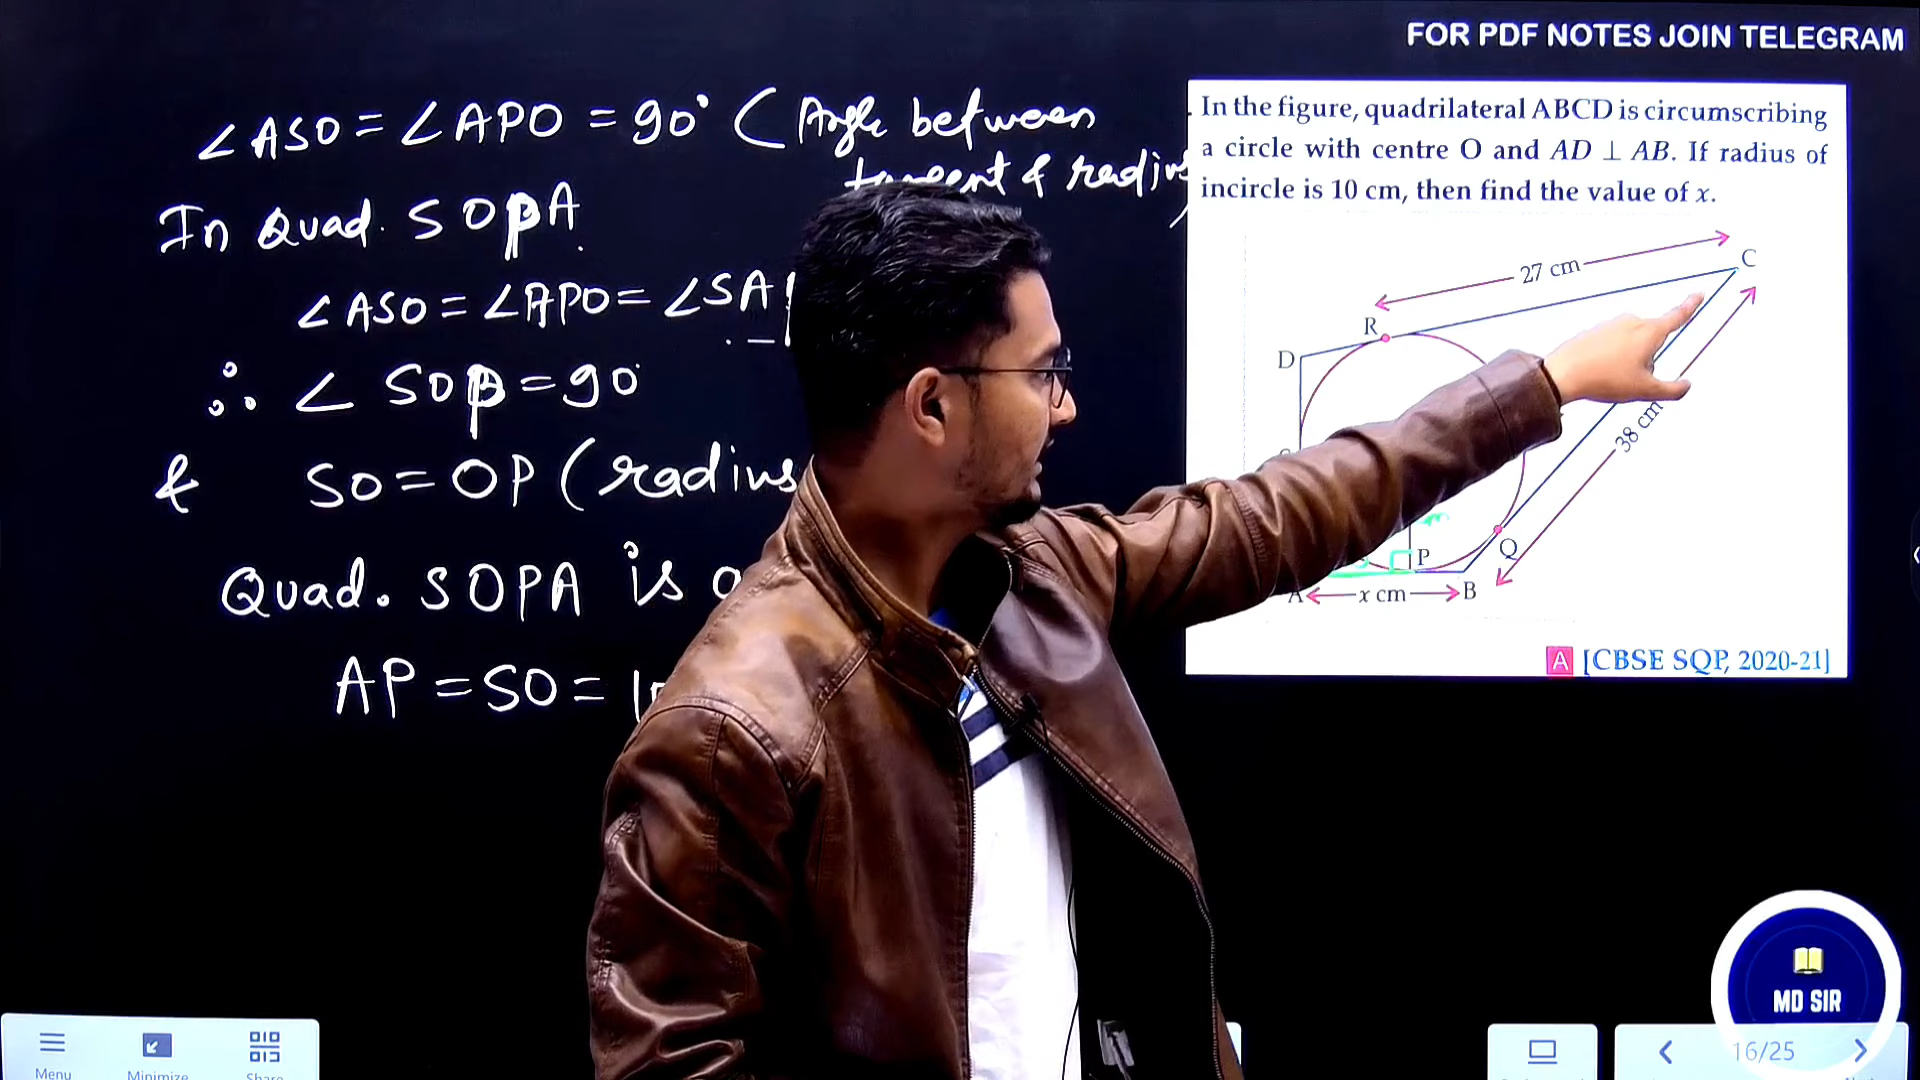 FOR PDF NOTES JOIN TELEGRAM
∠ASO = ∠APO = 90° (Angle between
tangent & radius
In Quad. SOPA
∠ASO = ∠APO = ∠SA
∴ ∠SOP = 90°
& SO = OP (radius
Quad. SOPA is a
AP = SO = 10
In the figure, quadrilateral ABCD is circumscribing
a circle with centre O and AD ⊥ AB. If radius of
incircle is 10 cm, then find the value of x.
27 cm
C
R
D
38 cm
P
Q
A
x cm
B
A [CBSE SQP, 2020-21]
MD SIR
Menu
Minimize
Share
16/25